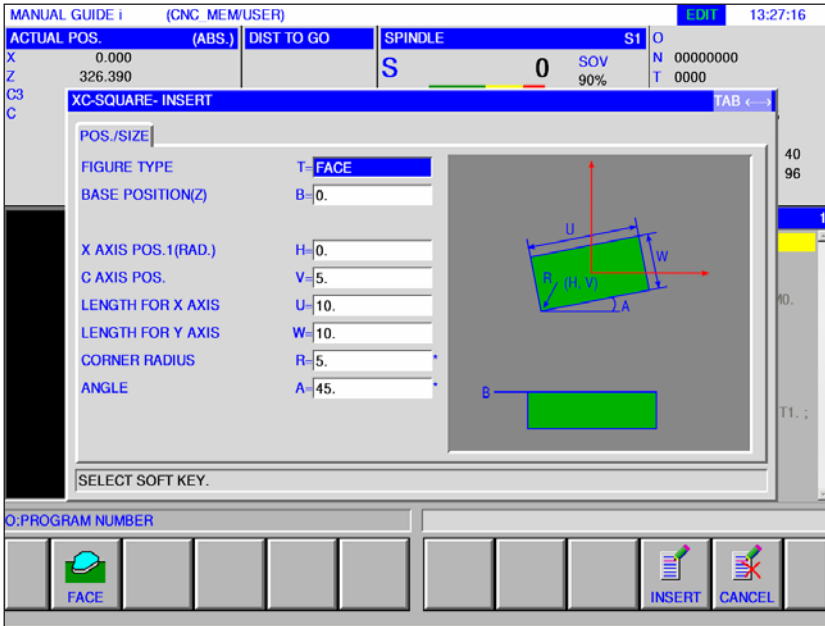 MANUAL GUIDE i (CNC_MEM/USER) EDIT 13:27:16
ACTUAL POS. (ABS.) DIST TO GO SPINDLE S1 O
X 0.000 S 0 SOV N 00000000
Z 326.390 90% T 0000
C3
C
XC-SQUARE- INSERT TAB ←→
POS./SIZE
FIGURE TYPE T= FACE
BASE POSITION(Z) B= 0.
X AXIS POS.1(RAD.) H= 0.
C AXIS POS. V= 5.
LENGTH FOR X AXIS U= 10.
LENGTH FOR Y AXIS W= 10.
CORNER RADIUS R= 5. *
ANGLE A= 45. *
U
W
R (H, V)
A
B
40
96
1
M0.
T1. ;
SELECT SOFT KEY.
O:PROGRAM NUMBER
FACE INSERT CANCEL